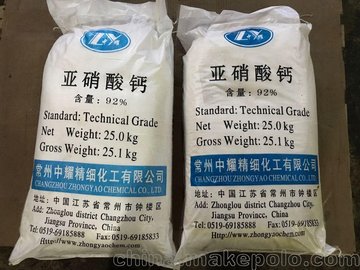 亚硝酸钙
含量：92%
Standard: Technical Grade
Net Weight: 25.0 kg
Gross Weight: 25.1 kg
常州中耀精细化工有限公司
CHANGZHOU ZHONGYAO CHEMICAL CO., LTD.
地址：中国江苏省常州市钟楼区
Add: Zhonglou district Changzhou City,
Jiangsu Province, China
Tel: 0519-69185888 Fax: 0519-69185833
Http://www.zhongyaochem.com
亚硝酸钙
含量：92%
Standard: Technical Grade
Net Weight: 25.0 kg
Gross Weight: 25.1 kg
常州中耀精细化工有限公司
CHANGZHOU ZHONGYAO CHEMICAL CO., LTD.
地址：中国江苏省常州市钟楼区
Add: Zhonglou district Changzhou City,
Jiangsu Province, China
Tel: 0519-69185888 Fax: 0519-69185833
Http://www.zhongyaochem.com
china.makepolo.com